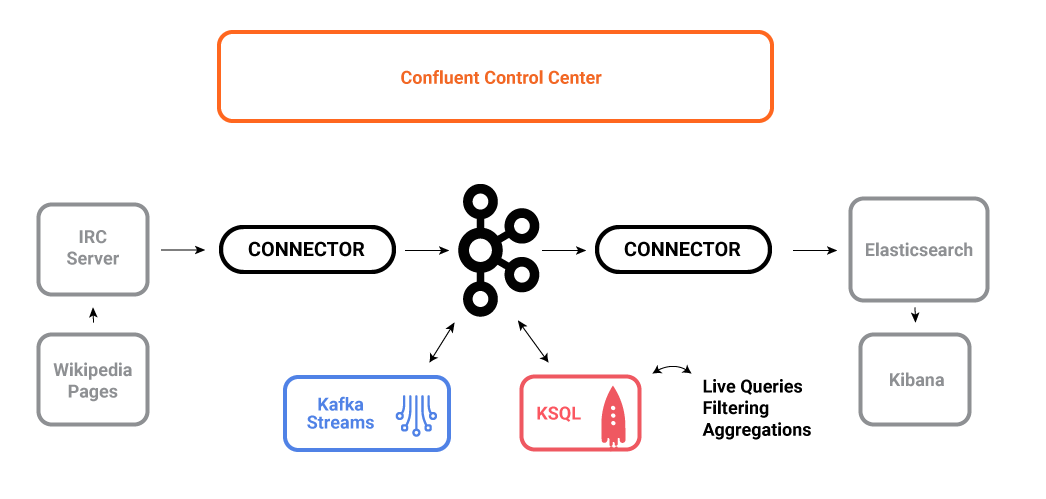 Confluent Control Center
IRC
Server
CONNECTOR
CONNECTOR
Elasticsearch
Wikipedia
Pages
Kafka
Streams
KSQL
Live Queries
Filtering
Aggregations
Kibana